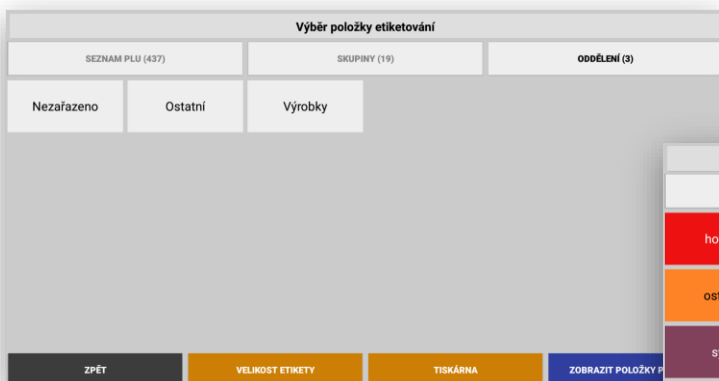 Výběr položky etiketování
SEZNAM PLU (437) SKUPINY (19) ODDĚLENÍ (3)
Nezařazeno Ostatní Výrobky
ZPĚT VELIKOST ETIKETY TISKÁRNA ZOBRAZIT POLOŽKY